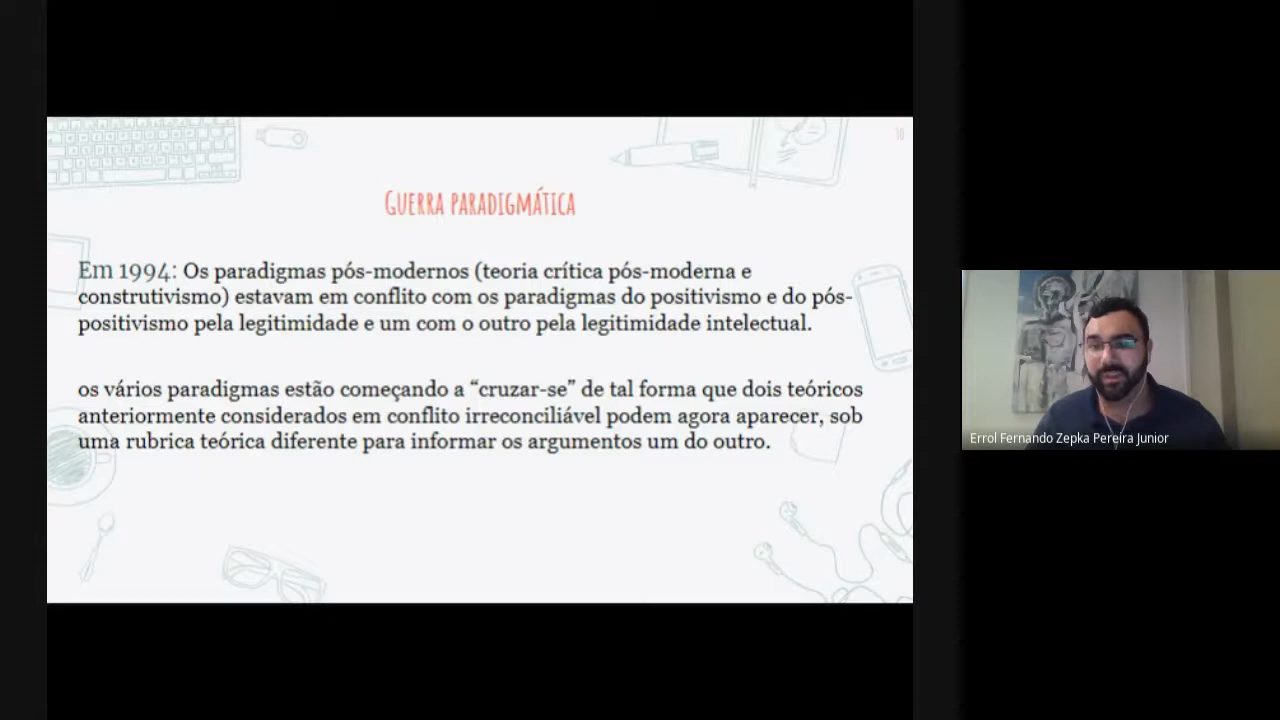 10
Guerra paradigmática
Em 1994: Os paradigmas pós-modernos (teoria crítica pós-moderna e
construtivismo) estavam em conflito com os paradigmas do positivismo e do pós-
positivismo pela legitimidade e um com o outro pela legitimidade intelectual.
os vários paradigmas estão começando a “cruzar-se” de tal forma que dois teóricos
anteriormente considerados em conflito irreconciliável podem agora aparecer, sob
uma rubrica teórica diferente para informar os argumentos um do outro.
Errol Fernando Zepka Pereira Junior